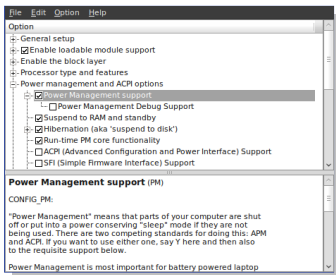 File Edit Option Help
Option
General setup
Enable loadable module support
Enable the block layer
Processor type and features
Power management and ACPI options
Power Management support
Power Management Debug Support
Suspend to RAM and standby
Hibernation (aka 'suspend to disk')
Run-time PM core functionality
ACPI (Advanced Configuration and Power Interface) Support
SFI (Simple Firmware Interface) Support
Power Management support (PM)
CONFIG_PM:
"Power Management" means that parts of your computer are shut
off or put into a power conserving "sleep" mode if they are not
being used. There are two competing standards for doing this: APM
and ACPI. If you want to use either one, say Y here and then also
to the requisite support below.
Power Management is most important for battery powered laptop